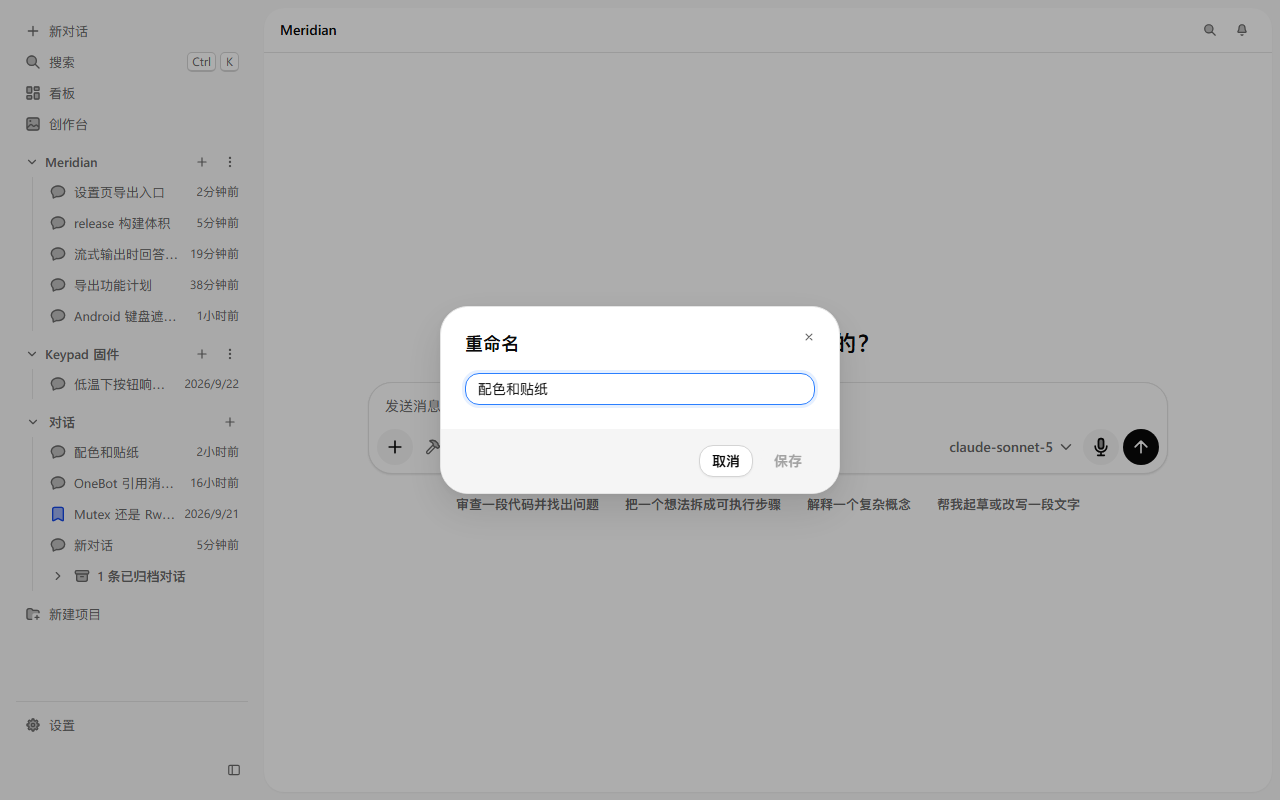 新对话
搜索 Ctrl K
看板
创作台
Meridian
设置页导出入口 2分钟前
release 构建体积 5分钟前
流式输出时回答… 19分钟前
导出功能计划 38分钟前
Android 键盘遮… 1小时前
Keypad 固件
低温下按钮响… 2026/9/22
对话
配色和贴纸 2小时前
OneBot 引用消… 16小时前
Mutex 还是 Rw… 2026/9/21
新对话 5分钟前
1 条已归档对话
新建项目
设置
Meridian
的?
发送消息
claude-sonnet-5
审查一段代码并找出问题 把一个想法拆成可执行步骤 解释一个复杂概念 帮我起草或改写一段文字
重命名
配色和贴纸
取消 保存